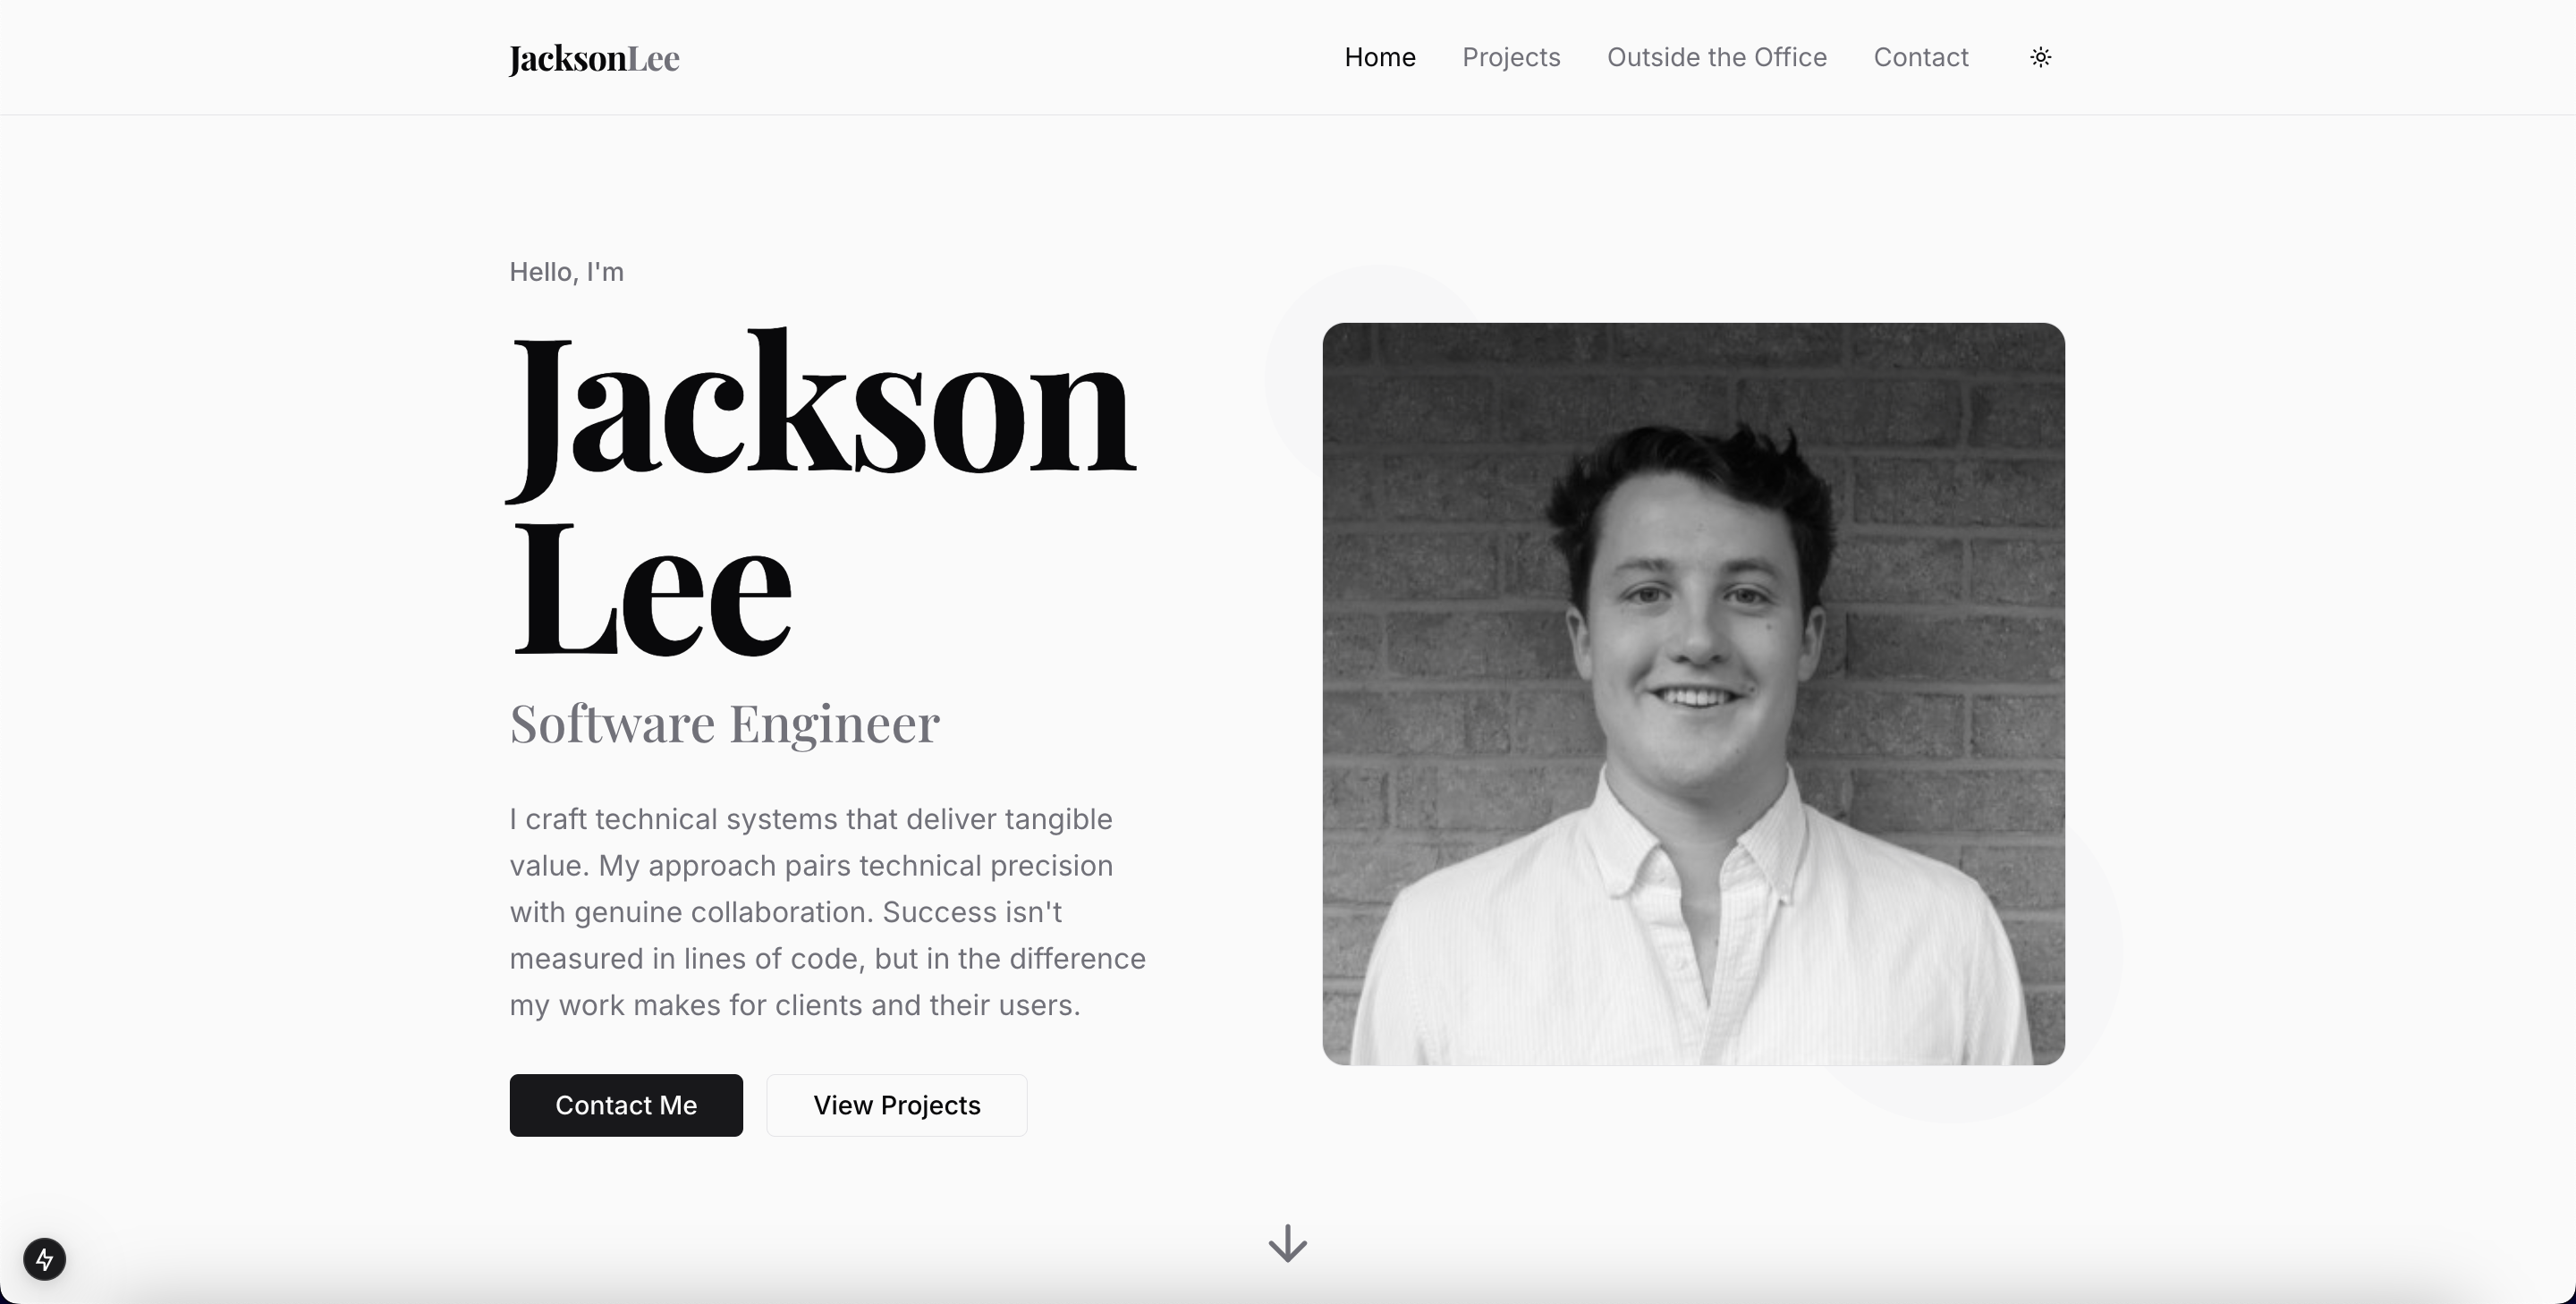 JacksonLee
Home Projects Outside the Office Contact
Hello, I'm
Jackson
Lee
Software Engineer
I craft technical systems that deliver tangible
value. My approach pairs technical precision
with genuine collaboration. Success isn't
measured in lines of code, but in the difference
my work makes for clients and their users.
Contact Me View Projects